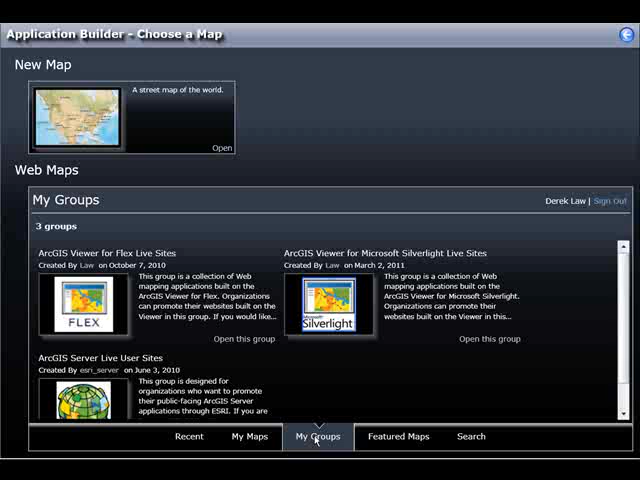 Application Builder - Choose a Map
New Map
A street map of the world.
Open
Web Maps
My Groups
Derek Law | Sign Out
3 groups
ArcGIS Viewer for Flex Live Sites
Created By Law on October 7, 2010
This group is a collection of Web
mapping applications built on the
ArcGIS Viewer for Flex. Organizations
can promote their websites built on the
Viewer in this group. If you would like...
FLEX
Open this group
ArcGIS Viewer for Microsoft Silverlight Live Sites
Created By Law on March 2, 2011
This group is a collection of Web
mapping applications built on the
ArcGIS Viewer for Microsoft Silverlight.
Organizations can promote their
websites built on the Viewer in this...
Microsoft
Silverlight
Open this group
ArcGIS Server Live User Sites
Created By esri_server on June 3, 2010
This group is designed for
organizations who want to promote
their public-facing ArcGIS Server
applications through ESRI. If you are
Recent
My Maps
My Groups
Featured Maps
Search